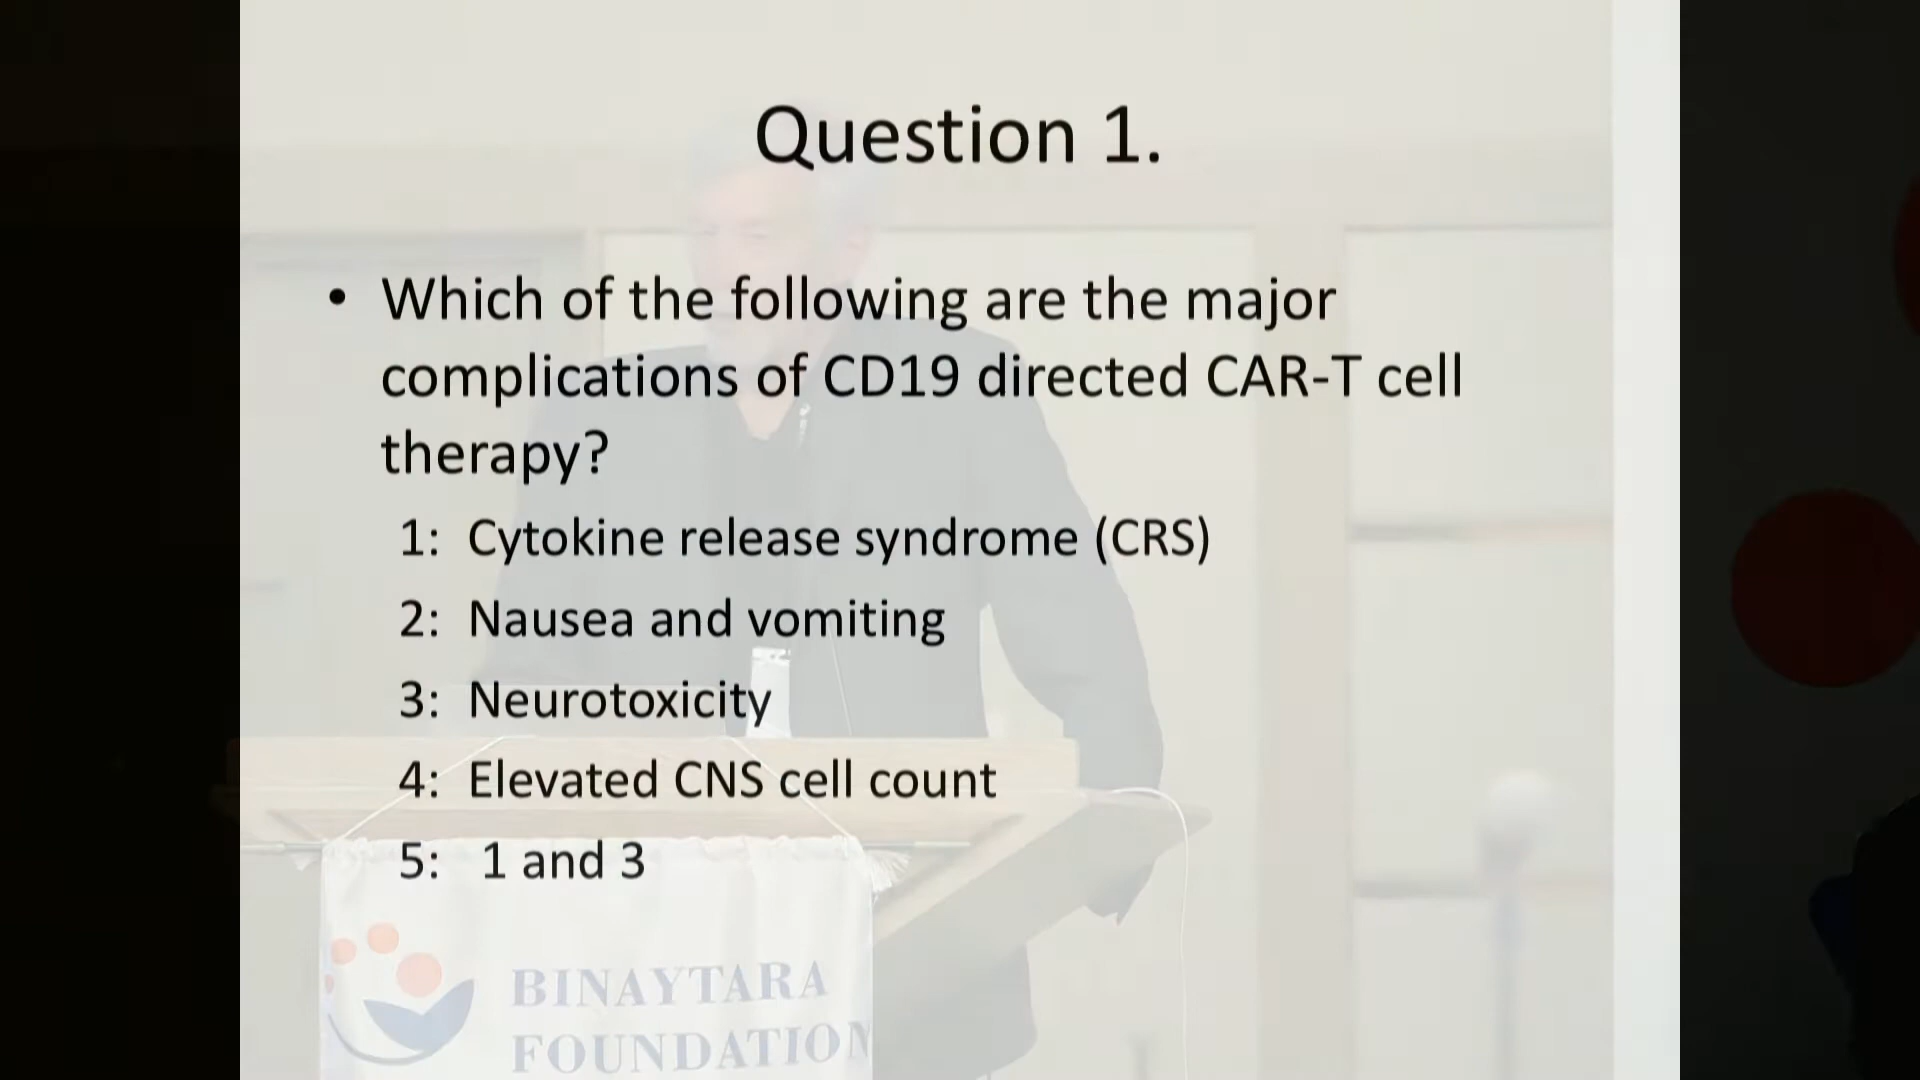 Question 1.
• Which of the following are the major
complications of CD19 directed CAR-T cell
therapy?
1: Cytokine release syndrome (CRS)
2: Nausea and vomiting
3: Neurotoxicity
4: Elevated CNS cell count
5: 1 and 3
BINAYTARA
FOUNDATION